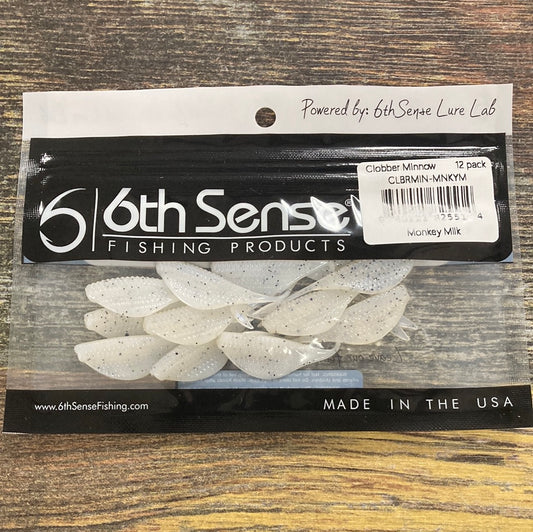 Powered by: 6thSense Lure Lab
Clobber Minnow 12 pack
CLBRMIN-MNKYM
Monkey Milk
6 | 6th Sense®
FISHING PRODUCTS
www.6thSenseFishing.com
MADE IN THE USA